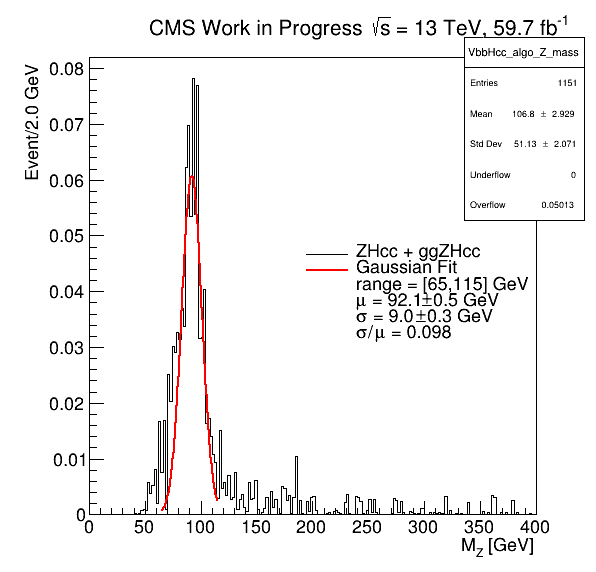 CMS Work in Progress √s = 13 TeV, 59.7 fb⁻¹
VbbHcc_algo_Z_mass
Entries 1151
Mean 106.8 ± 2.929
Std Dev 51.13 ± 2.071
Underflow 0
Overflow 0.05013
Event/2.0 GeV
0.08
0.07
0.06
0.05
0.04
0.03
0.02
0.01
0
ZHcc + ggZHcc
Gaussian Fit
range = [65,115] GeV
μ = 92.1±0.5 GeV
σ = 9.0±0.3 GeV
σ/μ = 0.098
0 50 100 150 200 250 300 350 400
M_Z [GeV]